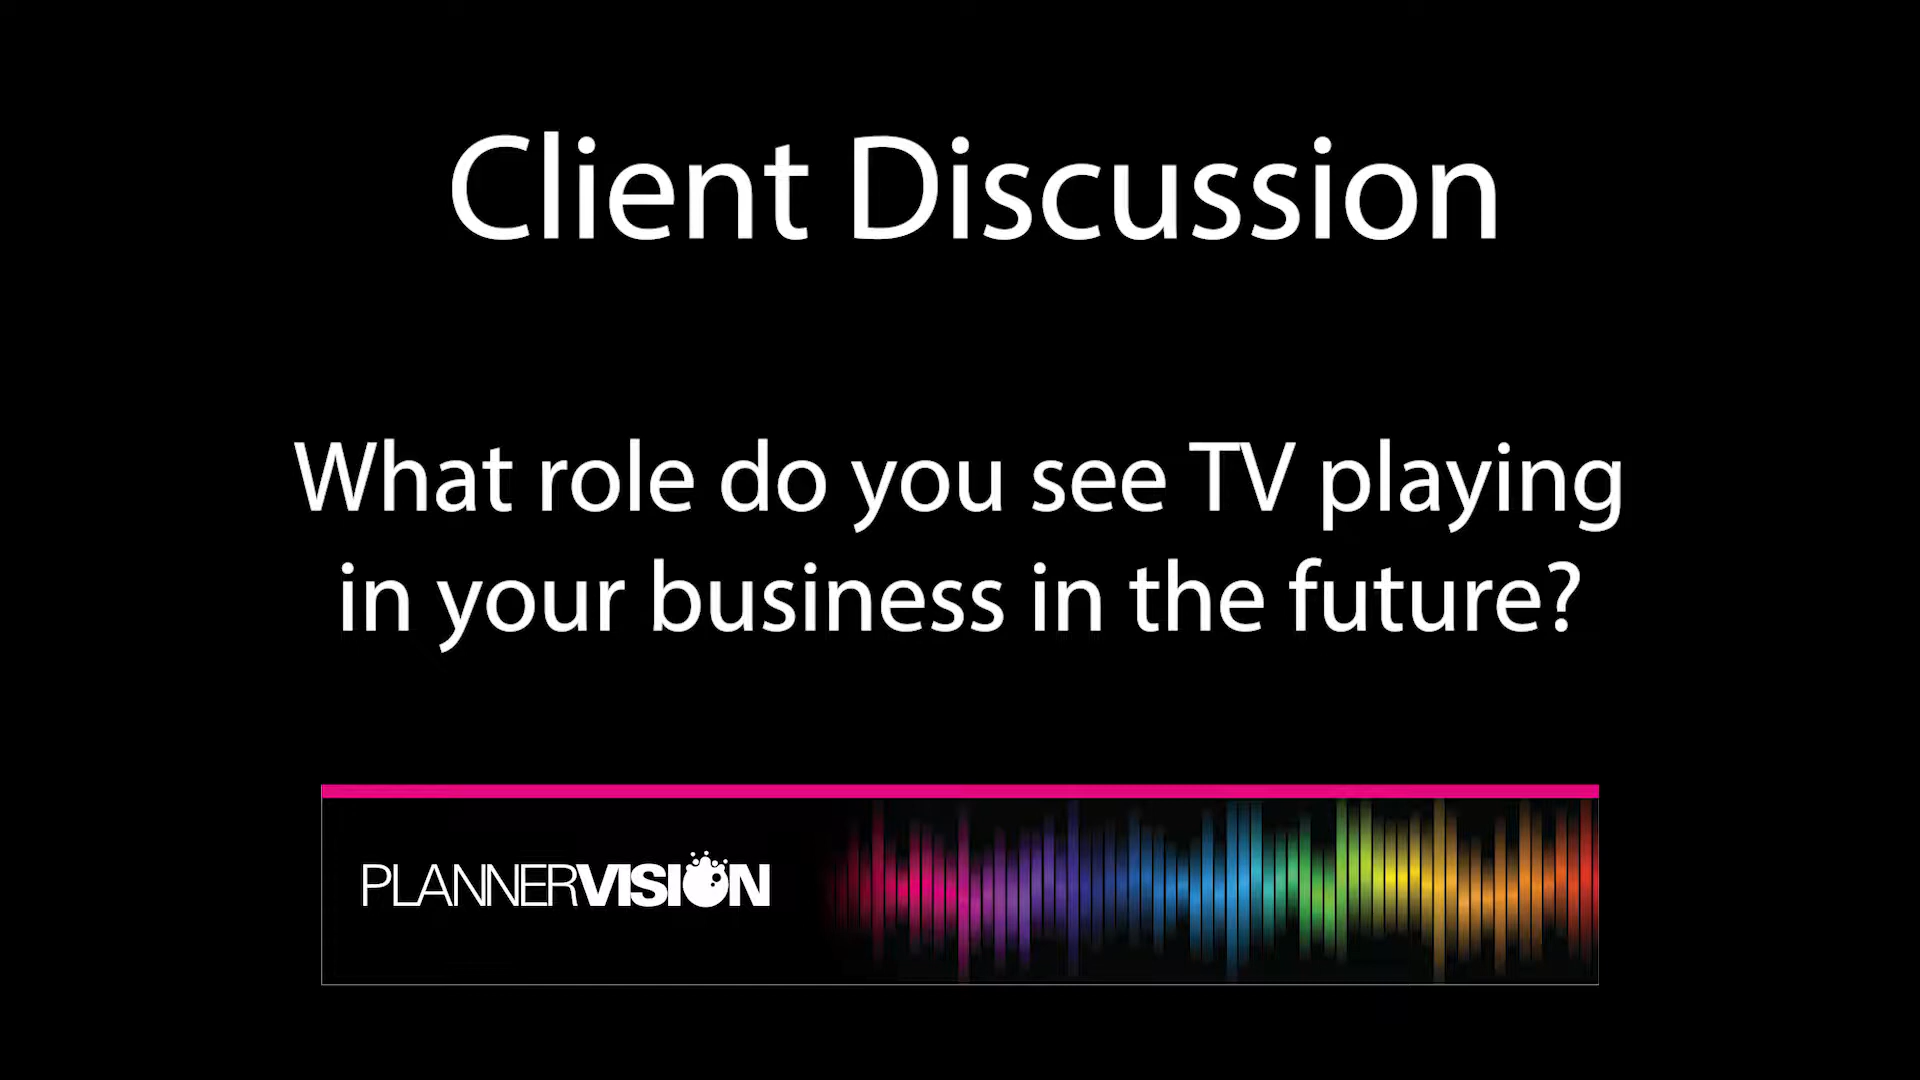 Client Discussion
What role do you see TV playing
in your business in the future?
PLANNERVISION